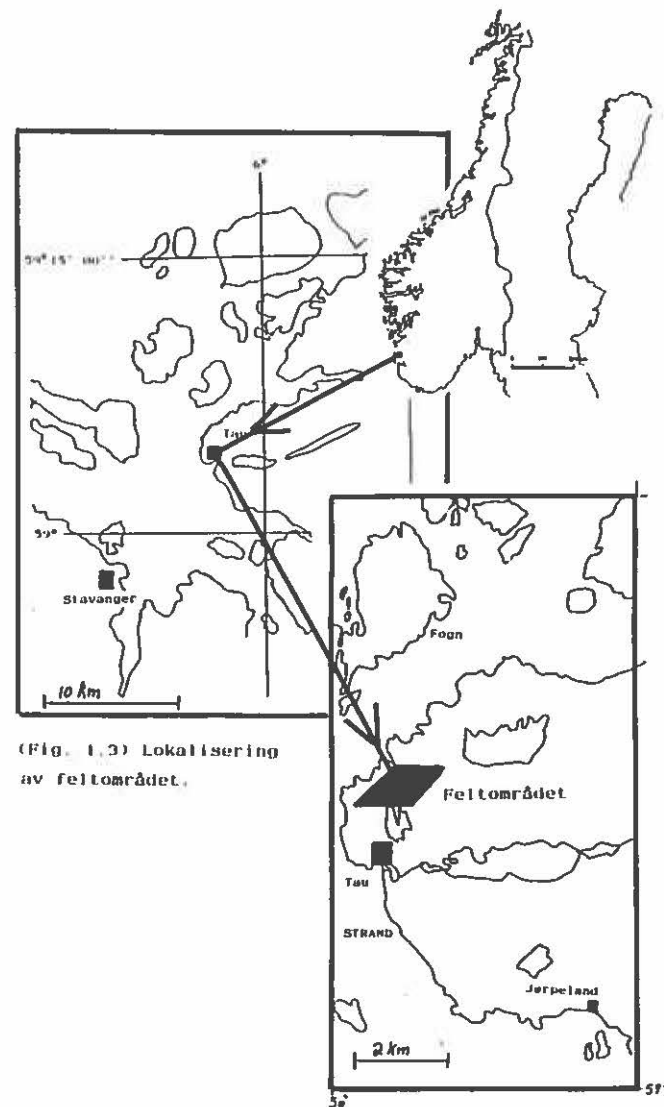 6°
Tau
59°
Stavanger
10 km
(Fig. 1.3) Lokalisering
av feltområdet.
Fogn
Feltområdet
Tau
STRAND
Jørpeland
2 km